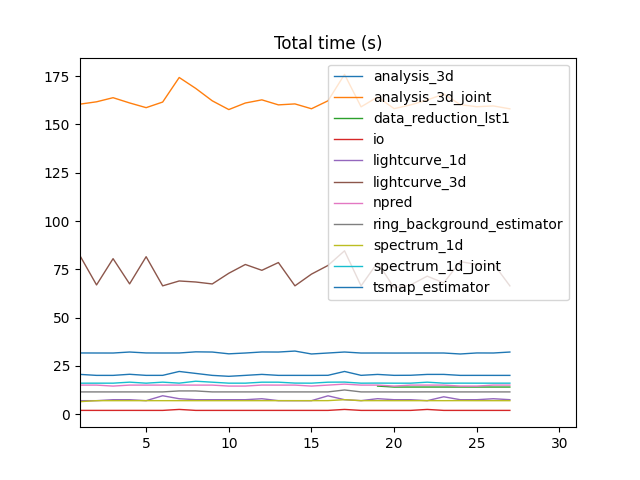 Total time (s)
175
150
125
100
75
50
25
0
5
10
15
20
25
30
analysis_3d
analysis_3d_joint
data_reduction_lst1
io
lightcurve_1d
lightcurve_3d
npred
ring_background_estimator
spectrum_1d
spectrum_1d_joint
tsmap_estimator